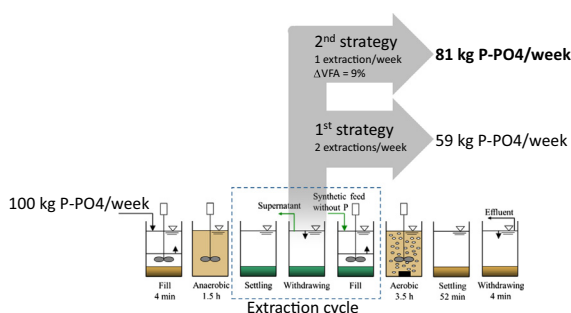 2nd strategy
1 extraction/week
ΔVFA = 9%
81 kg P-PO4/week
1st strategy
2 extractions/week
59 kg P-PO4/week
100 kg P-PO4/week
Supernatant
Synthetic feed
without P
Effluent
Fill
4 min
Anaerobic
1.5 h
Settling
Withdrawing
Fill
Aerobic
3.5 h
Settling
52 min
Withdrawing
4 min
Extraction cycle